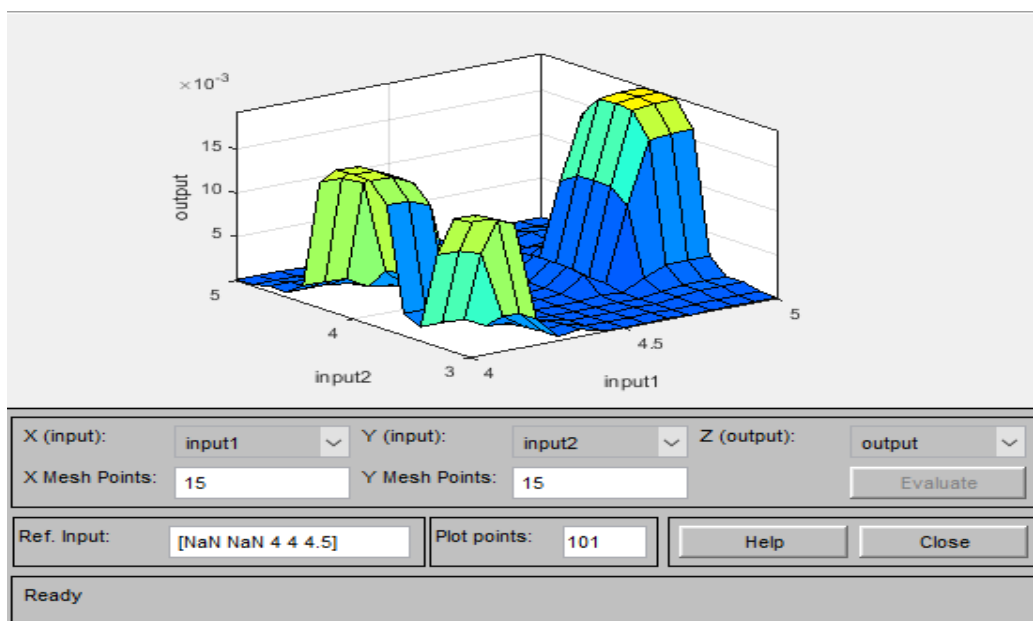 ×10⁻³
15
10
5
output
5
4
3
input2
4
4.5
5
input1
X (input):
input1
Y (input):
input2
Z (output):
output
X Mesh Points:
15
Y Mesh Points:
15
Evaluate
Ref. Input:
[NaN NaN 4 4 4.5]
Plot points:
101
Help
Close
Ready